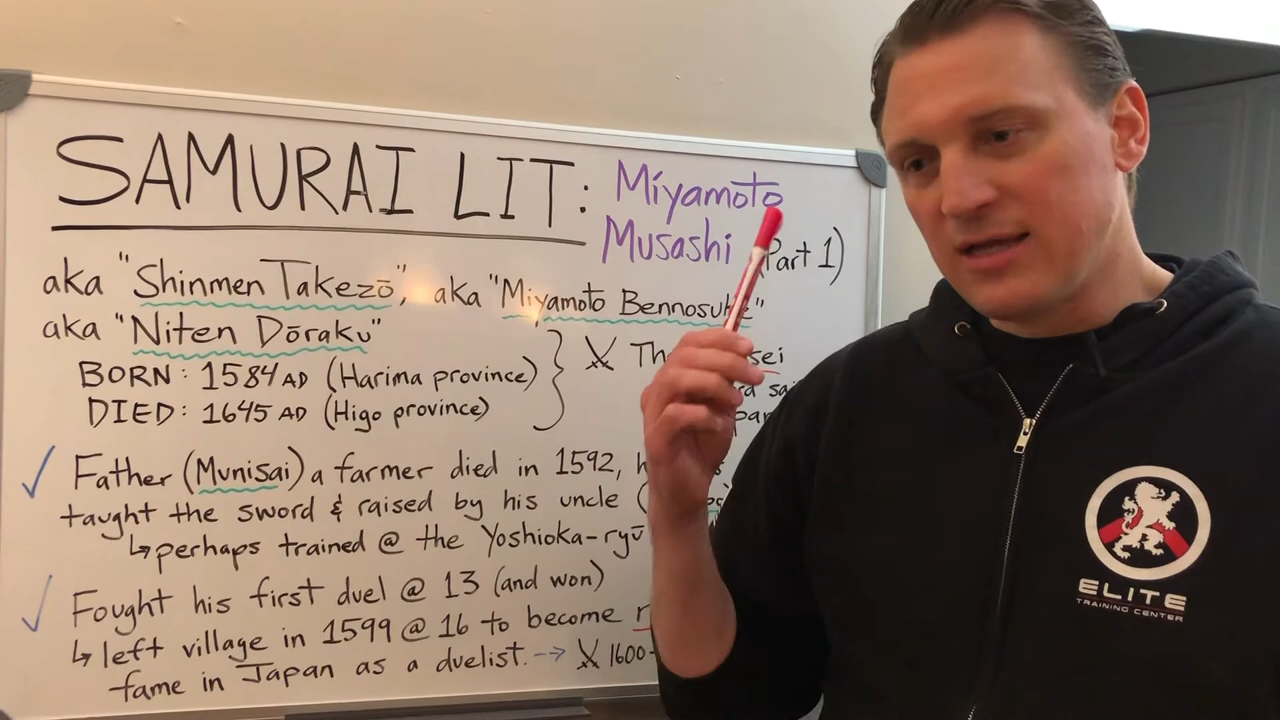 SAMURAI LIT: Miyamoto
Musashi (Part 1)
aka "Shinmen Takezō", aka "Miyamoto Bennosuke"
aka "Niten Dōraku"
BORN: 1584 AD (Harima province)
DIED: 1645 AD (Higo province)
✓ Father (Munisai) a farmer died in 1592,
taught the sword & raised by his uncle
↳ perhaps trained @ the Yoshioka-ryū
✓ Fought his first duel @ 13 (and won)
↳ left village in 1599 @ 16 to become
fame in Japan as a duelist. --> 1600-
ELITE
TRAINING CENTER